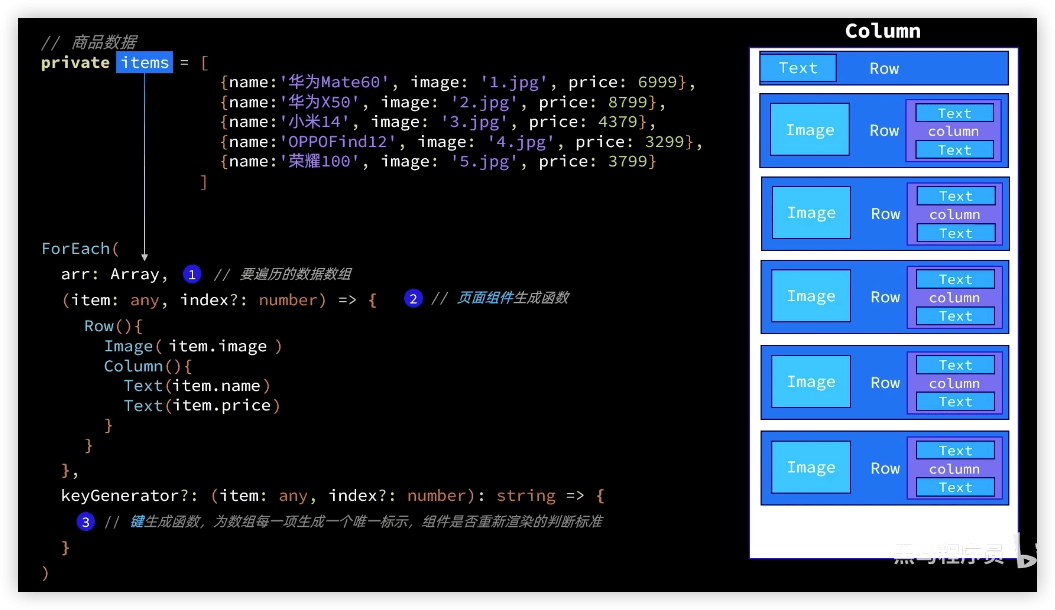 // 商品数据
private items = [
{name:'华为Mate60', image: '1.jpg', price: 6999},
{name:'华为X50', image: '2.jpg', price: 8799},
{name:'小米14', image: '3.jpg', price: 4379},
{name:'OPPOFind12', image: '4.jpg', price: 3299},
{name:'荣耀100', image: '5.jpg', price: 3799}
]
ForEach(
arr: Array, 1 // 要遍历的数据数组
(item: any, index?: number) => { 2 // 页面组件生成函数
Row(){
Image( item.image )
Column(){
Text(item.name)
Text(item.price)
}
}
},
keyGenerator?: (item: any, index?: number): string => {
3 // 键生成函数，为数组每一项生成一个唯一标示，组件是否重新渲染的判断标准
}
)
Column
Text Row
Image Row Text
column
Text
Image Row Text
column
Text
Image Row Text
column
Text
Image Row Text
column
Text
Image Row Text
column
Text
黑马程序员